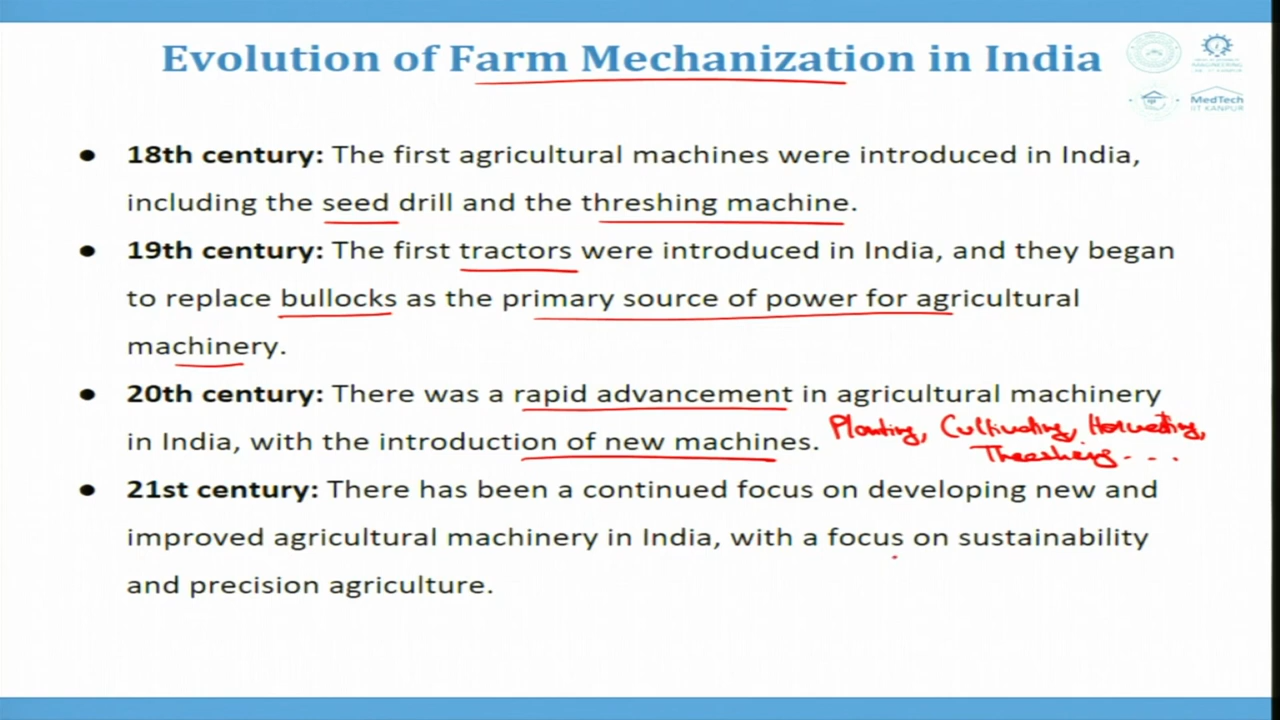 Evolution of Farm Mechanization in India
MedTech
IIT KANPUR
● 18th century: The first agricultural machines were introduced in India,
including the seed drill and the threshing machine.
● 19th century: The first tractors were introduced in India, and they began
to replace bullocks as the primary source of power for agricultural
machinery.
● 20th century: There was a rapid advancement in agricultural machinery
in India, with the introduction of new machines.
Planting, Cultivating, Harvesting,
Threshing . . .
● 21st century: There has been a continued focus on developing new and
improved agricultural machinery in India, with a focus on sustainability
and precision agriculture.